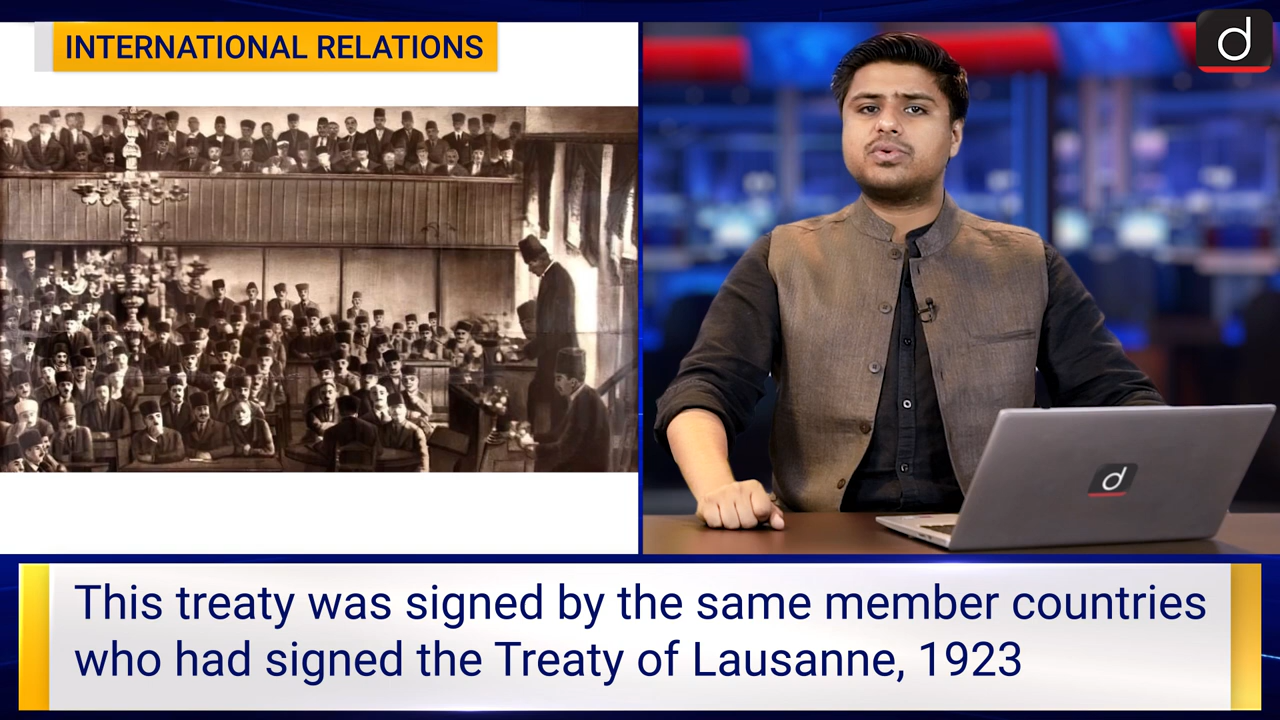 INTERNATIONAL RELATIONS
d
d
This treaty was signed by the same member countries
who had signed the Treaty of Lausanne, 1923